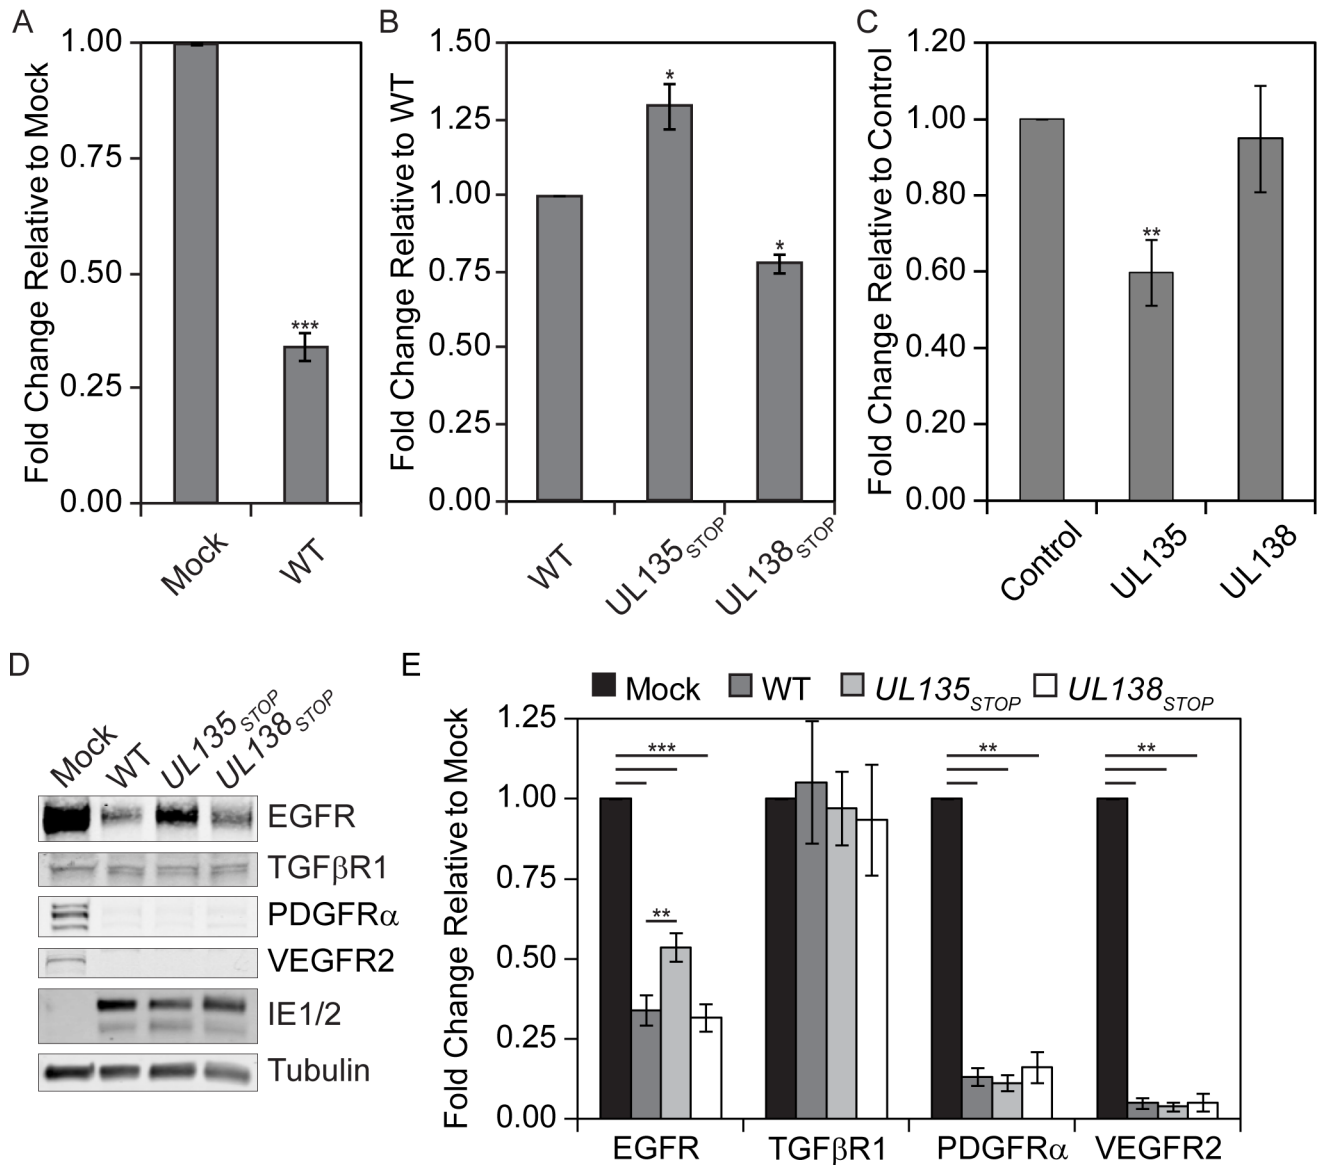 A
Fold Change Relative to Mock
1.00
0.75
0.50
0.25
0.00
***
Mock
WT
B
Fold Change Relative to WT
1.50
1.25
1.00
0.75
0.50
0.25
0.00
*
*
WT
UL135STOP
UL138STOP
C
Fold Change Relative to Control
1.20
1.00
0.80
0.60
0.40
0.20
0.00
**
Control
UL135
UL138
D
Mock
WT
UL135STOP
UL138STOP
EGFR
TGFβR1
PDGFRα
VEGFR2
IE1/2
Tubulin
E
Mock WT UL135STOP UL138STOP
Fold Change Relative to Mock
1.25
1.00
0.75
0.50
0.25
0.00
*** ** **
**
EGFR TGFβR1 PDGFRα VEGFR2